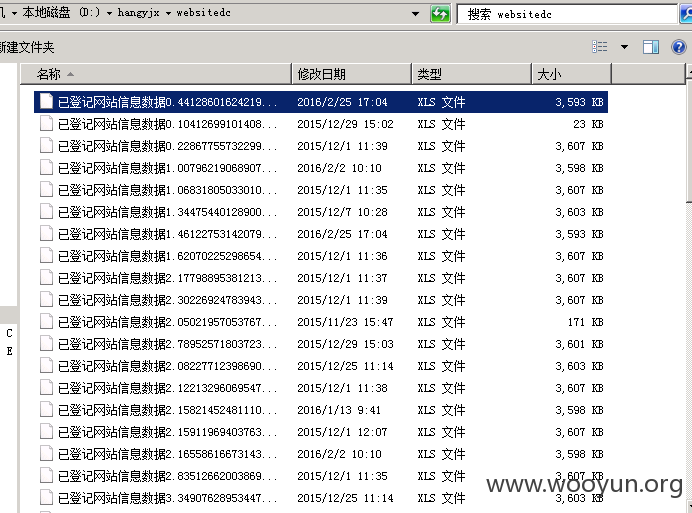 机 ▸ 本地磁盘 (D:) ▸ hangyjx ▸ websitedc
搜索 websitedc
新建文件夹
名称 修改日期 类型 大小
已登记网站信息数据0.44128601624219... 2016/2/25 17:04 XLS 文件 3,593 KB
已登记网站信息数据0.10412699101408... 2015/12/29 15:02 XLS 文件 23 KB
已登记网站信息数据0.22867755732299... 2015/12/1 11:39 XLS 文件 3,607 KB
已登记网站信息数据1.00796219068907... 2016/2/2 10:10 XLS 文件 3,598 KB
已登记网站信息数据1.06831805033010... 2015/12/1 11:35 XLS 文件 3,607 KB
已登记网站信息数据1.34475440128900... 2015/12/7 10:28 XLS 文件 3,603 KB
已登记网站信息数据1.46122753142079... 2016/2/25 17:04 XLS 文件 3,593 KB
已登记网站信息数据1.62070225298654... 2015/12/1 11:36 XLS 文件 3,607 KB
已登记网站信息数据2.17798895381213... 2015/12/1 11:37 XLS 文件 3,607 KB
已登记网站信息数据2.30226924783943... 2015/12/1 11:39 XLS 文件 3,607 KB
已登记网站信息数据2.05021957053767... 2015/11/23 15:47 XLS 文件 171 KB
已登记网站信息数据2.78952571803723... 2015/12/29 15:03 XLS 文件 3,601 KB
已登记网站信息数据2.08227712398690... 2015/12/25 11:14 XLS 文件 3,603 KB
已登记网站信息数据2.12213296069547... 2015/12/1 11:38 XLS 文件 3,607 KB
已登记网站信息数据2.15821452481110... 2016/1/13 9:41 XLS 文件 3,598 KB
已登记网站信息数据2.15911969403763... 2015/12/1 12:07 XLS 文件 3,607 KB
已登记网站信息数据2.16558616673143... 2016/2/2 10:10 XLS 文件 3,598 KB
已登记网站信息数据2.83512662003869... 2015/12/1 11:35 XLS 文件 3,607 KB
已登记网站信息数据3.34907628953447... 2015/12/25 11:14 XLS 文件 3,603 KB
C
E
www.wooyun.org